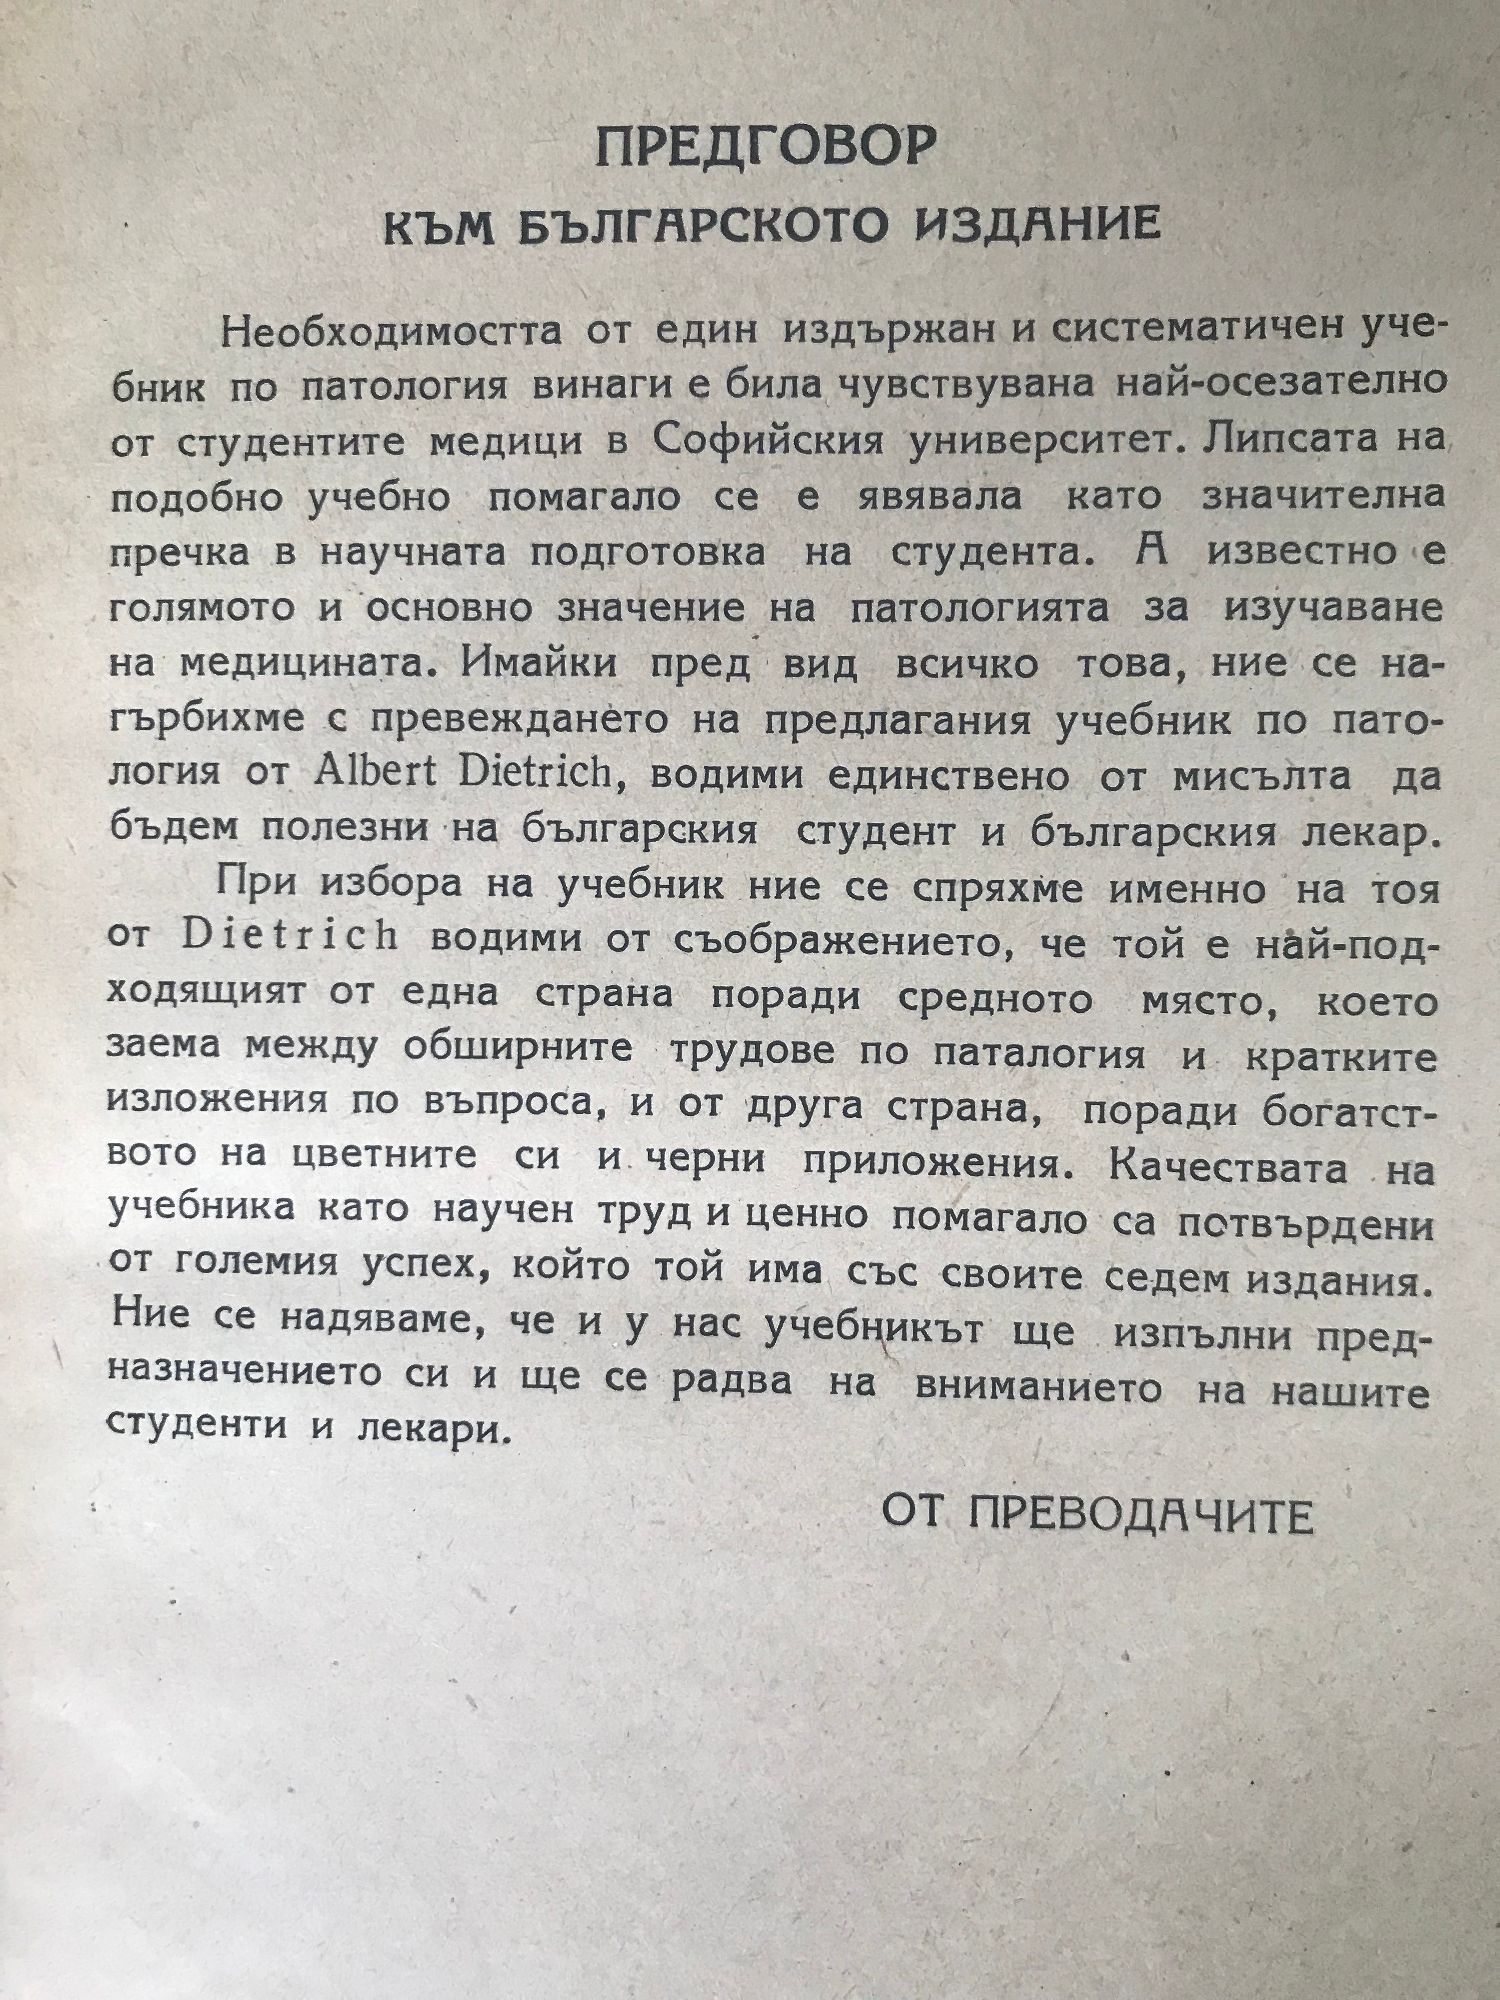 ПРЕДГОВОР
КЪМ БЪЛГАРСКОТО ИЗДАНИЕ
Необходимостта от един издържан и систематичен уче-
бник по патология винаги е била чувствувана най-осезателно
от студентите медици в Софийския университет. Липсата на
подобно учебно помагало се е явявала като значителна
пречка в научната подготовка на студента. А известно е
голямото и основно значение на патологията за изучаване
на медицината. Имайки пред вид всичко това, ние се на-
гърбихме с превеждането на предлагания учебник по пато-
логия от Albert Dietrich, водими единствено от мисълта да
бъдем полезни на българския студент и българския лекар.
При избора на учебник ние се спряхме именно на тоя
от Dietrich водими от съображението, че той е най-под-
ходящият от една страна поради средното място, което
заема между обширните трудове по паталогия и кратките
изложения по въпроса, и от друга страна, поради богатст-
вото на цветните си и черни приложения. Качествата на
учебника като научен труд и ценно помагало са потвърдени
от големия успех, който той има със своите седем издания.
Ние се надяваме, че и у нас учебникът ще изпълни пред-
назначението си и ще се радва на вниманието на нашите
студенти и лекари.
ОТ ПРЕВОДАЧИТЕ